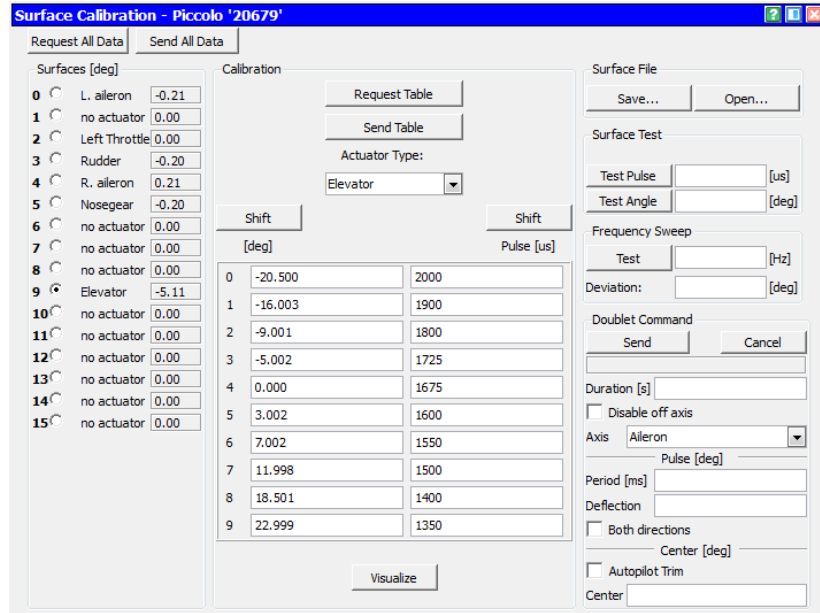 Surface Calibration - Piccolo '20679'
Request All Data
Send All Data
Surfaces [deg]
0 L. aileron -0.21
1 no actuator 0.00
2 Left Throttle 0.00
3 Rudder -0.20
4 R. aileron 0.21
5 Nosegear -0.20
6 no actuator 0.00
7 no actuator 0.00
8 no actuator 0.00
9 Elevator -5.11
10 no actuator 0.00
11 no actuator 0.00
12 no actuator 0.00
13 no actuator 0.00
14 no actuator 0.00
15 no actuator 0.00
Calibration
Request Table
Send Table
Actuator Type:
Elevator
Shift Shift
[deg] Pulse [us]
0 -20.500 2000
1 -16.003 1900
2 -9.001 1800
3 -5.002 1725
4 0.000 1675
5 3.002 1600
6 7.002 1550
7 11.998 1500
8 18.501 1400
9 22.999 1350
Visualize
Surface File
Save... Open...
Surface Test
Test Pulse [us]
Test Angle [deg]
Frequency Sweep
Test [Hz]
Deviation: [deg]
Doublet Command
Send Cancel
Duration [s]
Disable off axis
Axis Aileron
Pulse [deg]
Period [ms]
Deflection
Both directions
Center [deg]
Autopilot Trim
Center